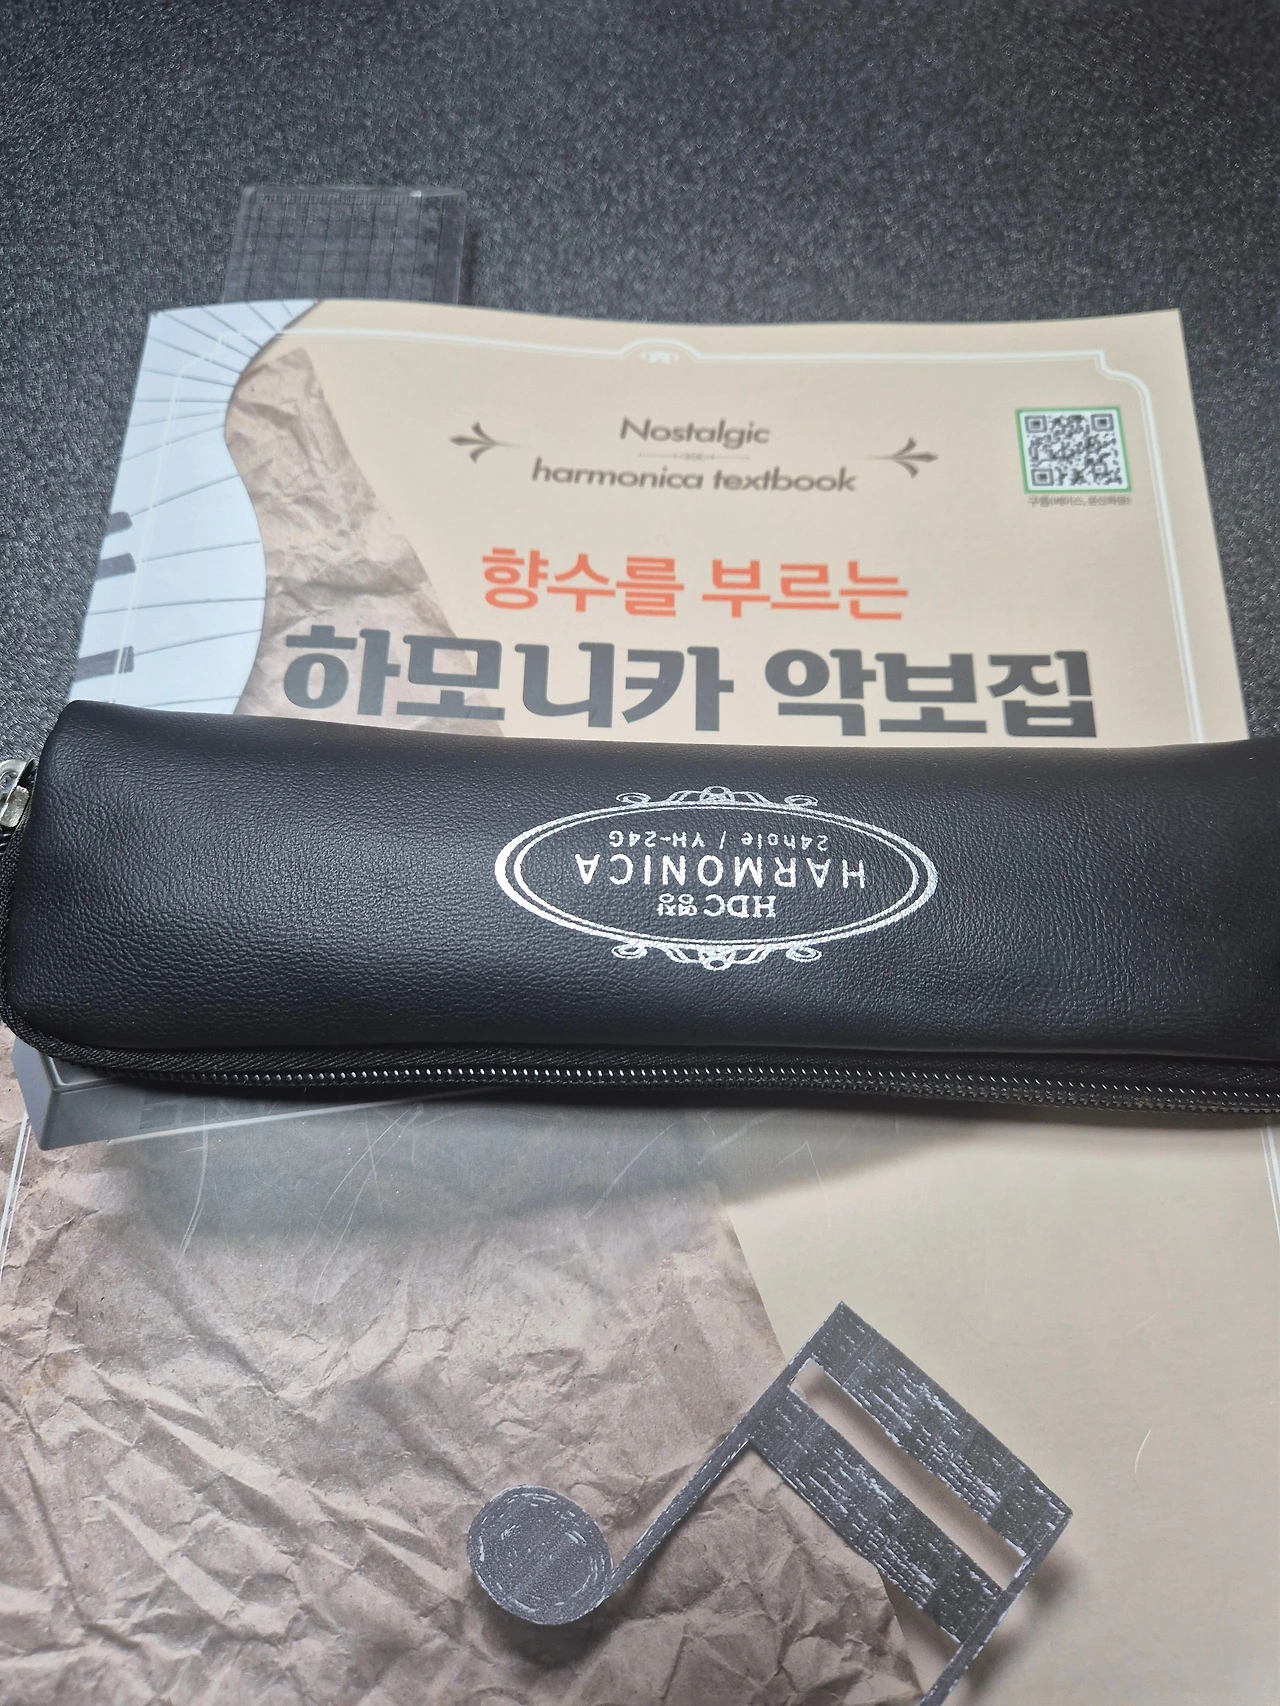 Nostalgic
harmonica textbook
향수를 부르는
하모니카 악보집
HDC영창
HARMONICA
24hole / YH-24G